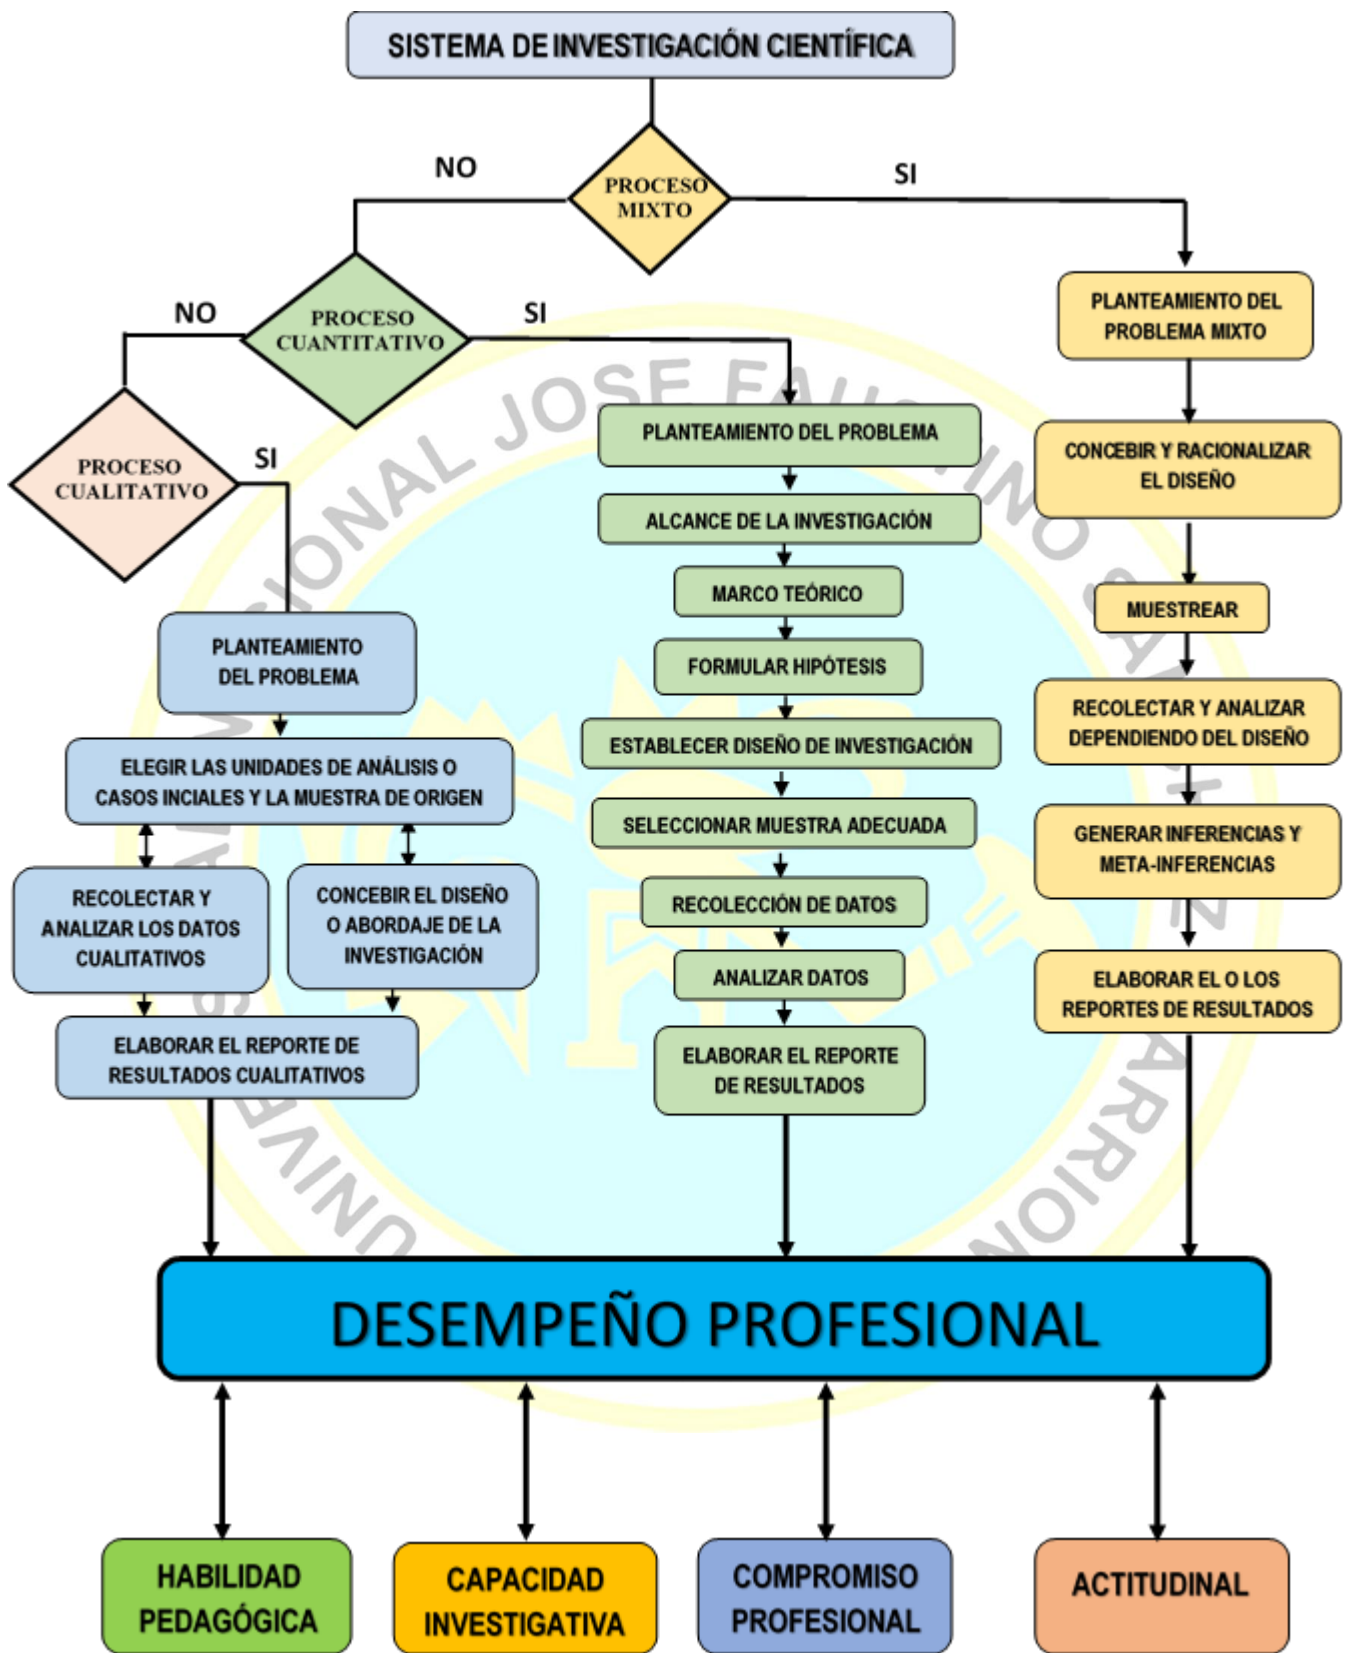 SISTEMA DE INVESTIGACIÓN CIENTÍFICA
NO
SI
PROCESO
MIXTO
NO
SI
PROCESO
CUANTITATIVO
PLANTEAMIENTO DEL
PROBLEMA MIXTO
SI
PROCESO
CUALITATIVO
PLANTEAMIENTO DEL PROBLEMA
CONCEBIR Y RACIONALIZAR
EL DISEÑO
ALCANCE DE LA INVESTIGACIÓN
MARCO TEÓRICO
MUESTREAR
PLANTEAMIENTO
DEL PROBLEMA
FORMULAR HIPÓTESIS
RECOLECTAR Y ANALIZAR
DEPENDIENDO DEL DISEÑO
ESTABLECER DISEÑO DE INVESTIGACIÓN
ELEGIR LAS UNIDADES DE ANÁLISIS O
CASOS INCIALES Y LA MUESTRA DE ORIGEN
SELECCIONAR MUESTRA ADECUADA
GENERAR INFERENCIAS Y
META-INFERENCIAS
RECOLECTAR Y
ANALIZAR LOS DATOS
CUALITATIVOS
CONCEBIR EL DISEÑO
O ABORDAJE DE LA
INVESTIGACIÓN
RECOLECCIÓN DE DATOS
ANALIZAR DATOS
ELABORAR EL O LOS
REPORTES DE RESULTADOS
ELABORAR EL REPORTE DE
RESULTADOS CUALITATIVOS
ELABORAR EL REPORTE
DE RESULTADOS
DESEMPEÑO PROFESIONAL
HABILIDAD
PEDAGÓGICA
CAPACIDAD
INVESTIGATIVA
COMPROMISO
PROFESIONAL
ACTITUDINAL
JOSE